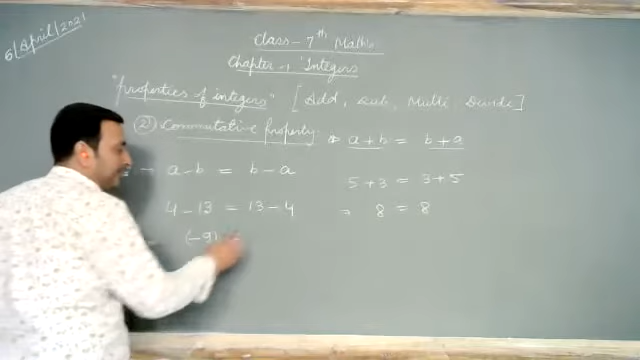 6/April/2021
Class - 7th Maths
Chapter - 1 "Integers
"Properties of integers" [Add, Sub, Multi, Divide]
(2) Commutative Property → a + b = b + a
- a - b = b - a
5 + 3 = 3 + 5
4 - 13 = 13 - 4
= 8 = 8
(-9) =